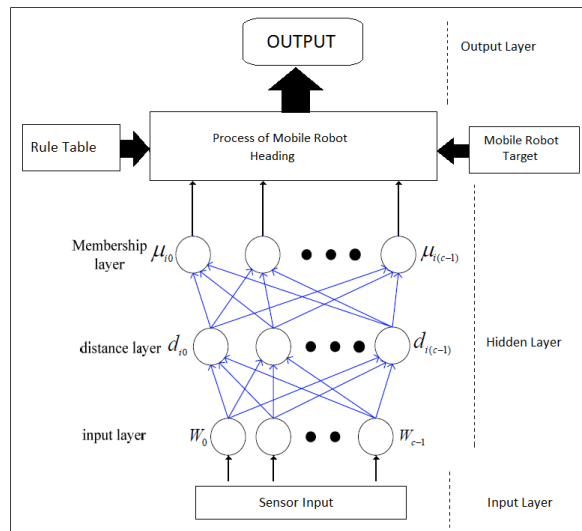 OUTPUT
Output Layer
Rule Table
Process of Mobile Robot
Heading
Mobile Robot
Target
Membership
layer
μi0
μi(c-1)
distance layer
di0
di(c-1)
Hidden Layer
input layer
W0
Wc-1
Sensor Input
Input Layer